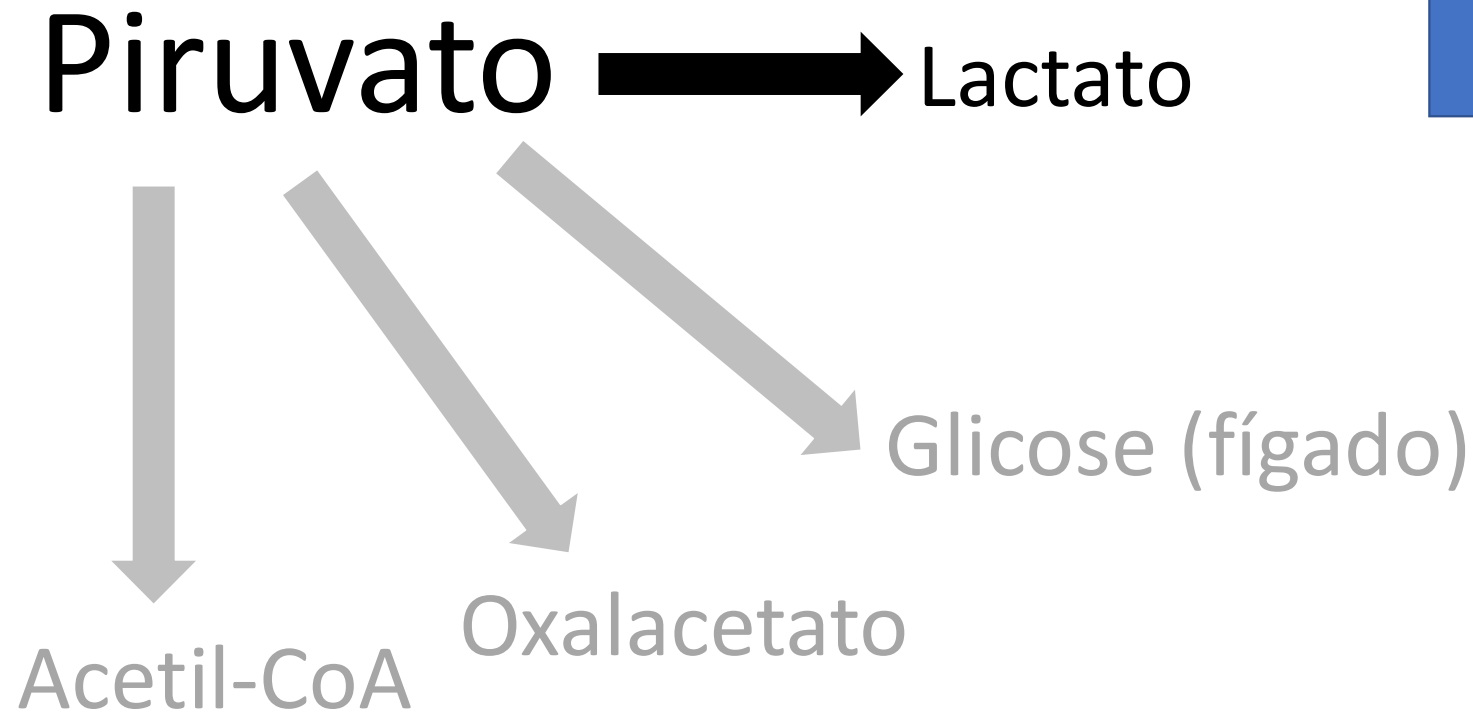 Piruvato
Lactato
Glicose (fígado)
Oxalacetato
Acetil-CoA